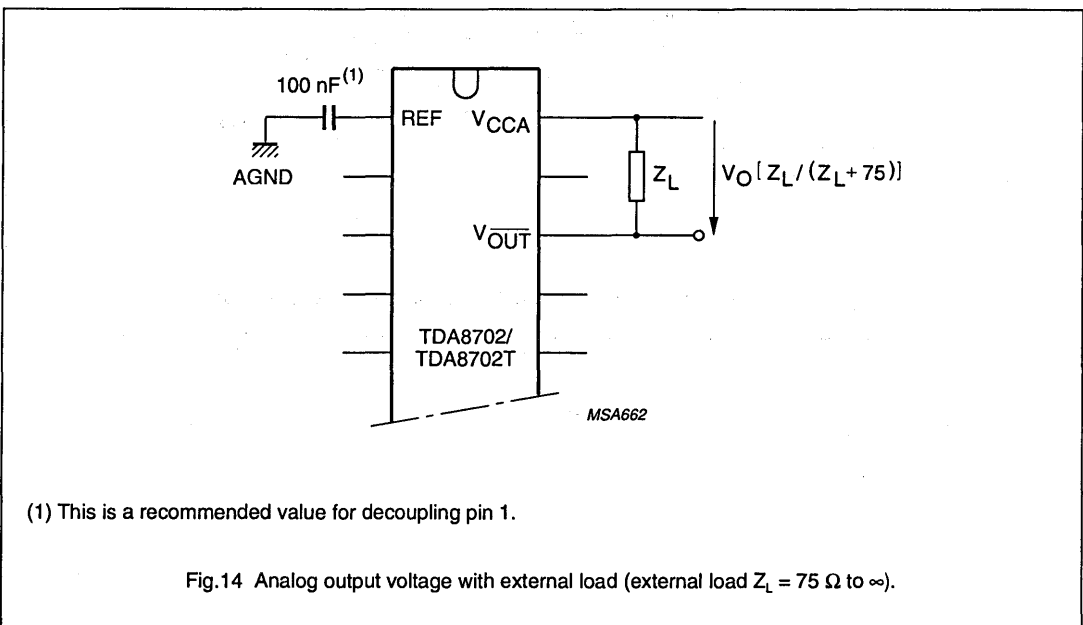 100 nF(1)
REF
VCCA
AGND
ZL
VO [ ZL / (ZL + 75)]
VOUT
TDA8702/
TDA8702T
MSA662
(1) This is a recommended value for decoupling pin 1.
Fig.14 Analog output voltage with external load (external load ZL = 75 Ω to ∞).